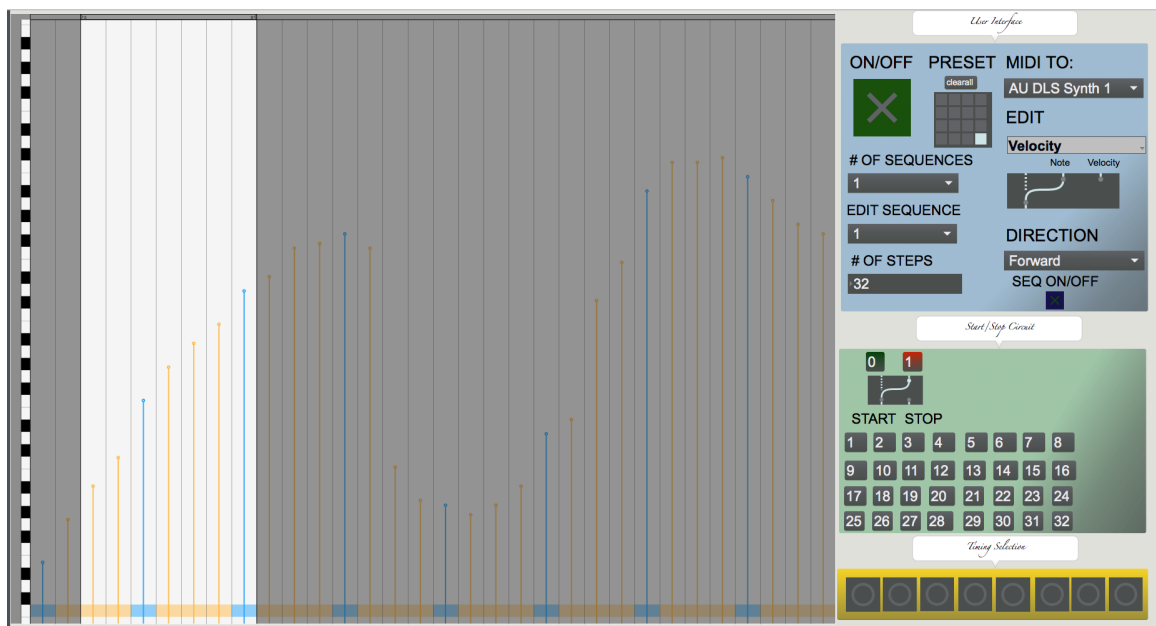 User Interface
ON/OFF PRESET MIDI TO:
clearall
AU DLS Synth 1
EDIT
Velocity
# OF SEQUENCES
Note Velocity
1
EDIT SEQUENCE
1
DIRECTION
# OF STEPS
Forward
32
SEQ ON/OFF
Start/Stop Circuit
0 1
START STOP
1 2 3 4 5 6 7 8
9 10 11 12 13 14 15 16
17 18 19 20 21 22 23 24
25 26 27 28 29 30 31 32
Timing Selection